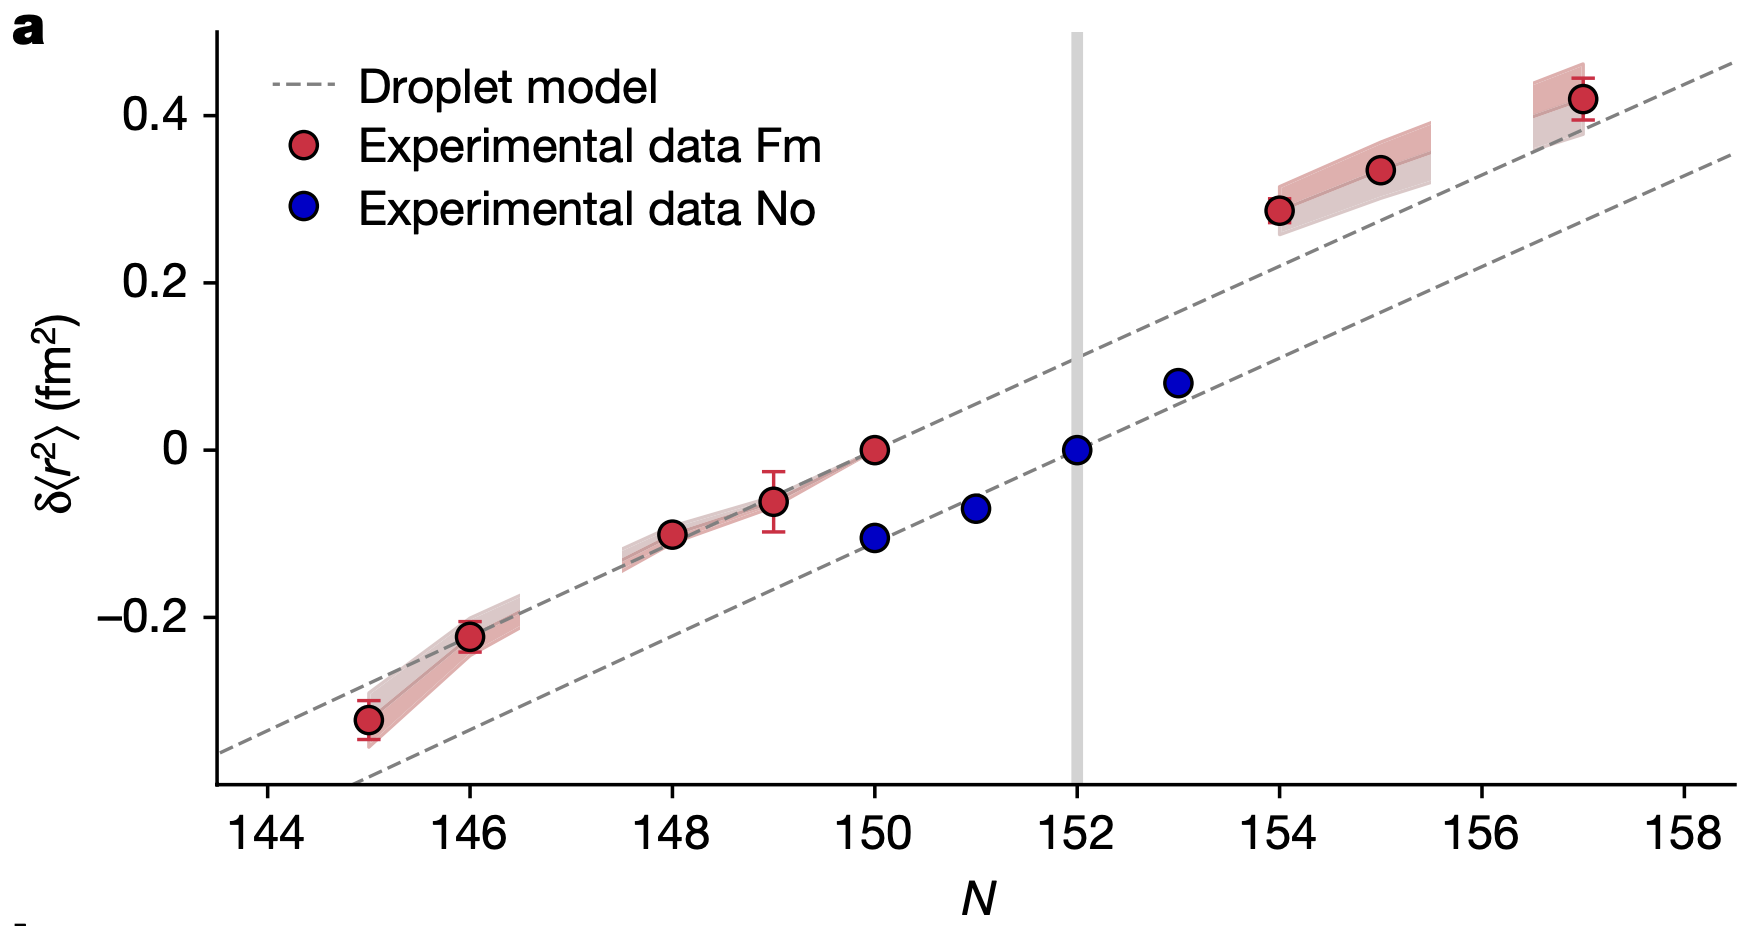 a
Droplet model
Experimental data Fm
Experimental data No
0.4
0.2
0
−0.2
δ⟨r²⟩ (fm²)
144 146 148 150 152 154 156 158
N